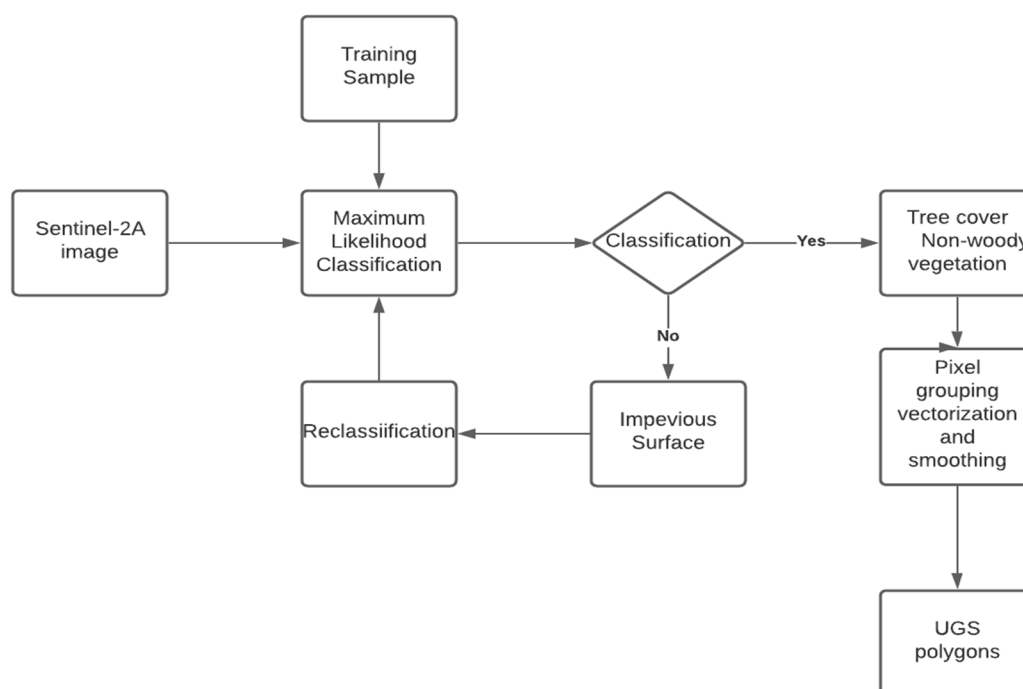 Training
Sample
Sentinel-2A
image
Maximum
Likelihood
Classification
Classification
Yes
Tree cover
Non-woody
vegetation
No
Reclassiification
Impevious
Surface
Pixel
grouping
vectorization
and
smoothing
UGS
polygons